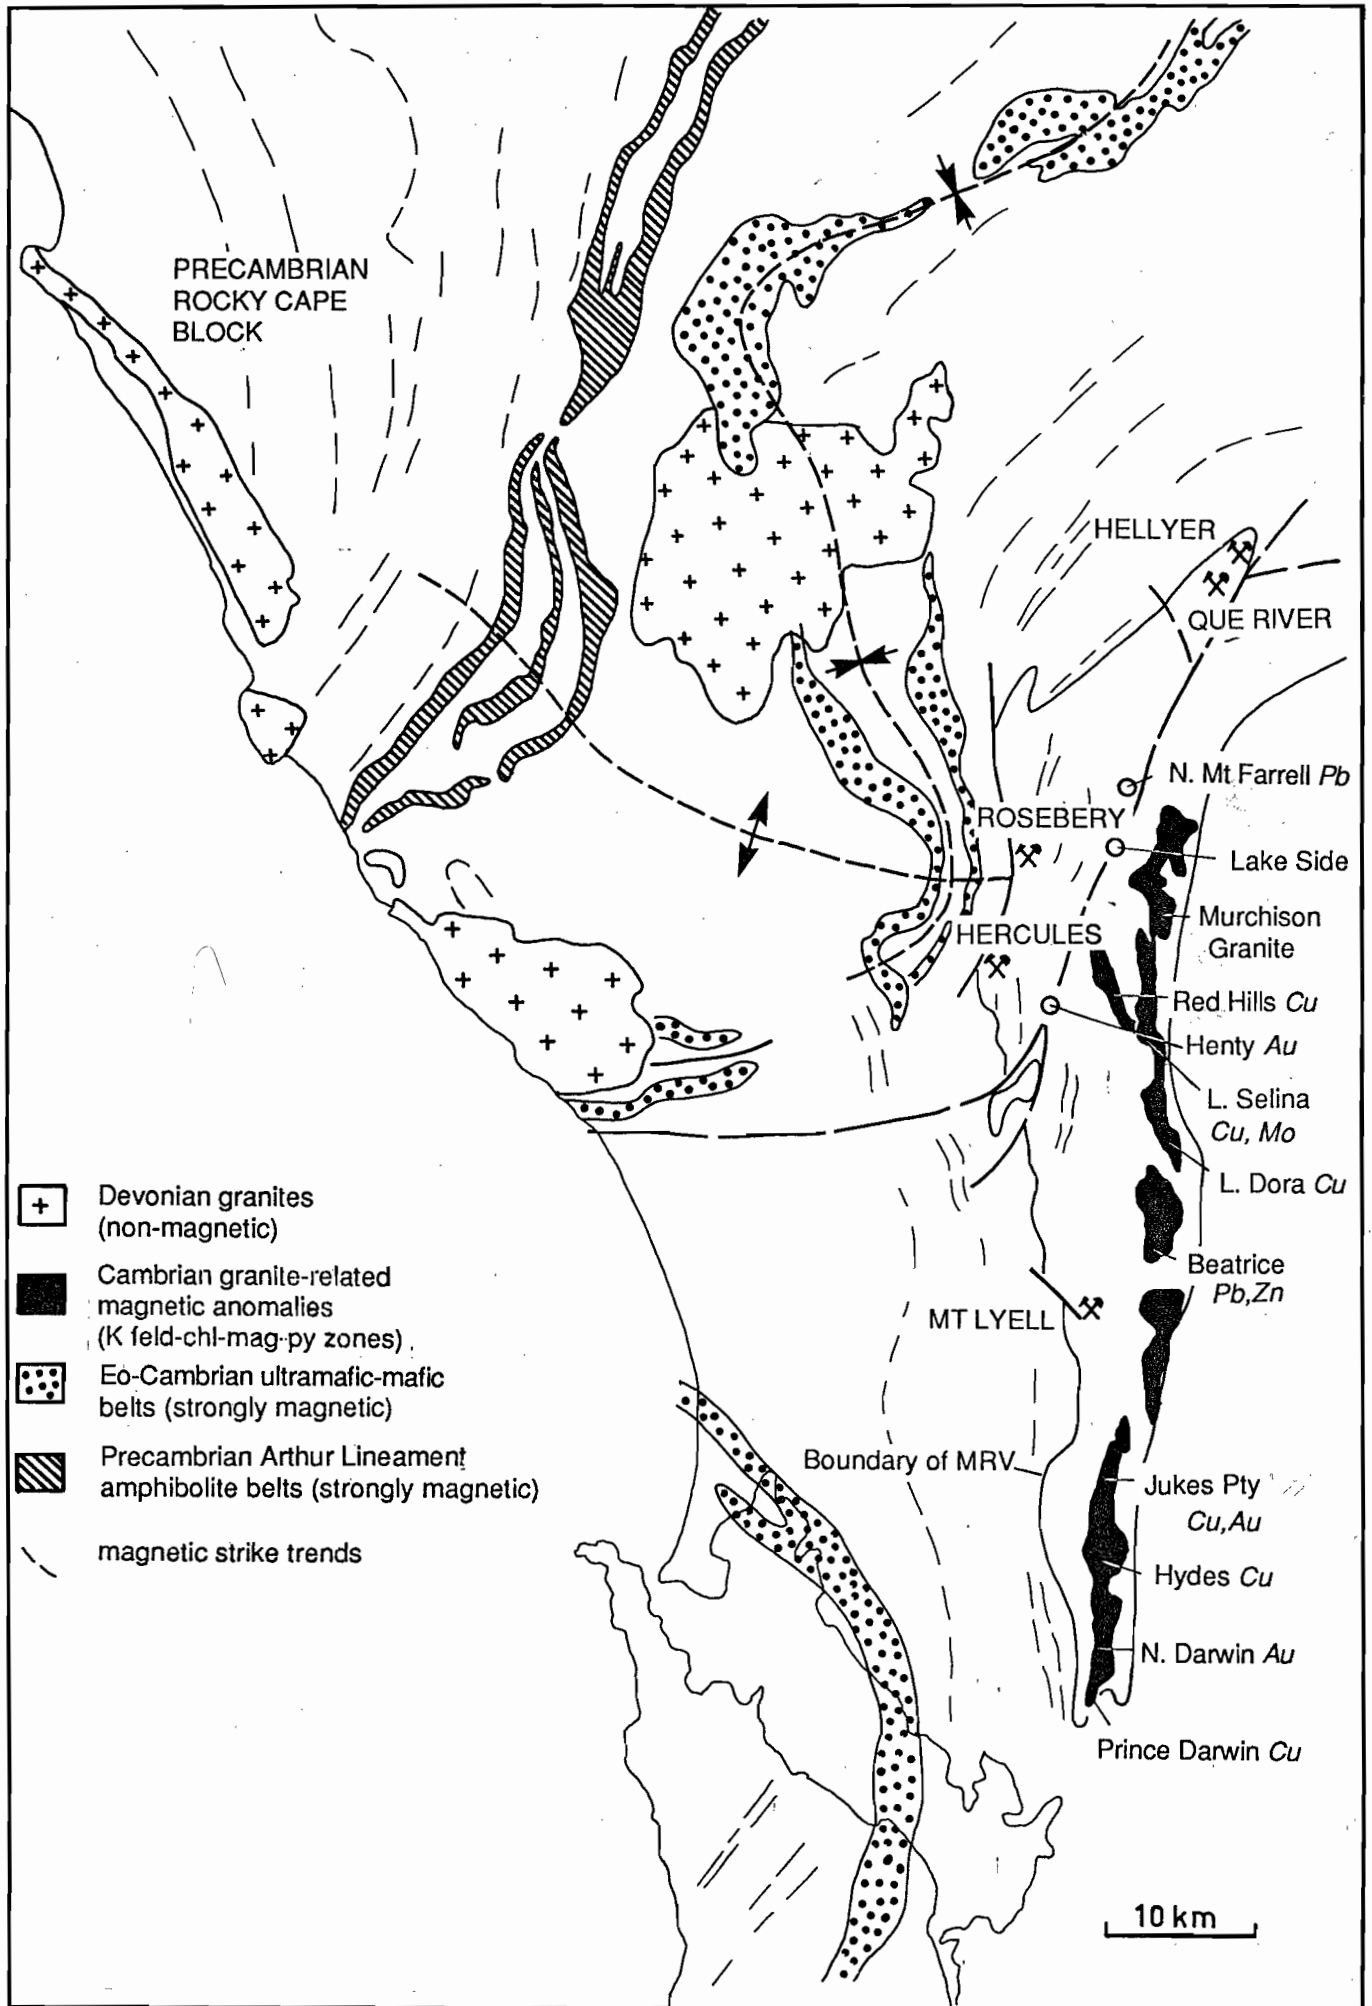 PRECAMBRIAN
ROCKY CAPE
BLOCK
HELLYER
QUE RIVER
N. Mt Farrell Pb
ROSEBERY
Lake Side
Murchison
Granite
HERCULES
Red Hills Cu
Henty Au
L. Selina
Cu, Mo
L. Dora Cu
Beatrice
Pb,Zn
MT LYELL
Boundary of MRV
Jukes Pty
Cu,Au
Hydes Cu
N. Darwin Au
Prince Darwin Cu
Devonian granites
(non-magnetic)
Cambrian granite-related
magnetic anomalies
(K feld-chl-mag-py zones)
Eo-Cambrian ultramafic-mafic
belts (strongly magnetic)
Precambrian Arthur Lineament
amphibolite belts (strongly magnetic)
magnetic strike trends
10 km